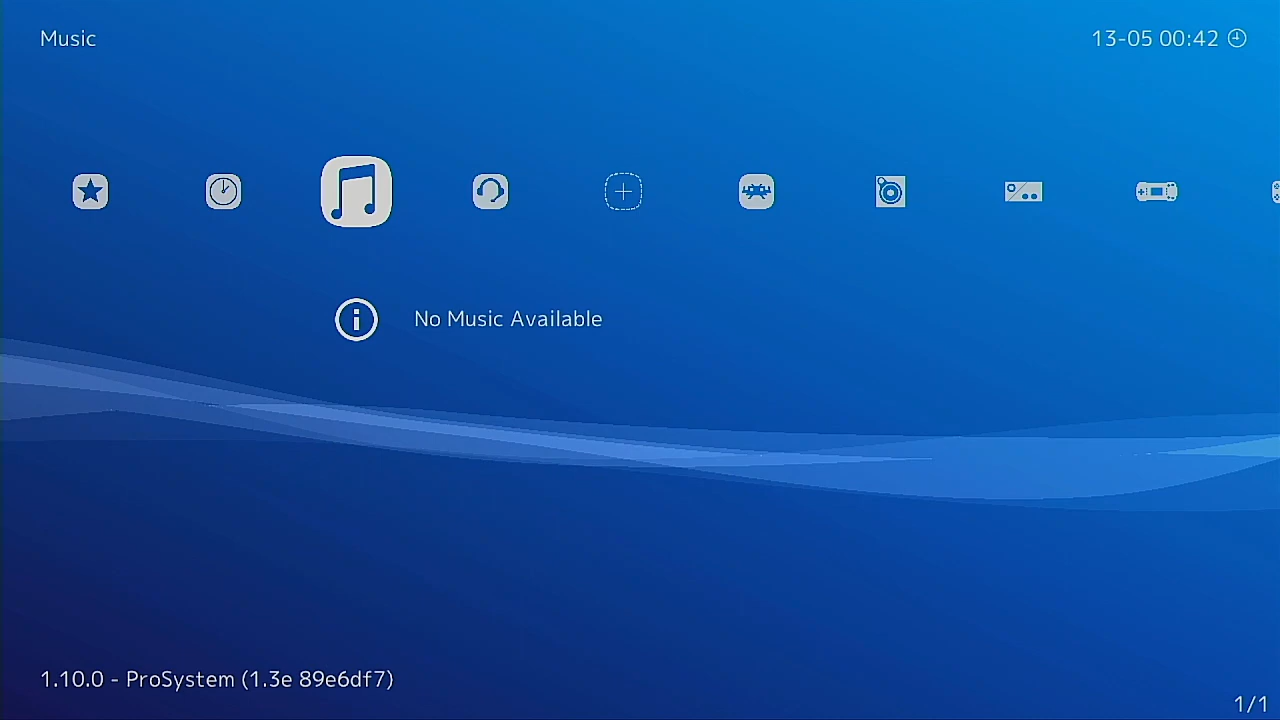 Music
13-05 00:42
No Music Available
1.10.0 - ProSystem (1.3e 89e6df7)
1/1